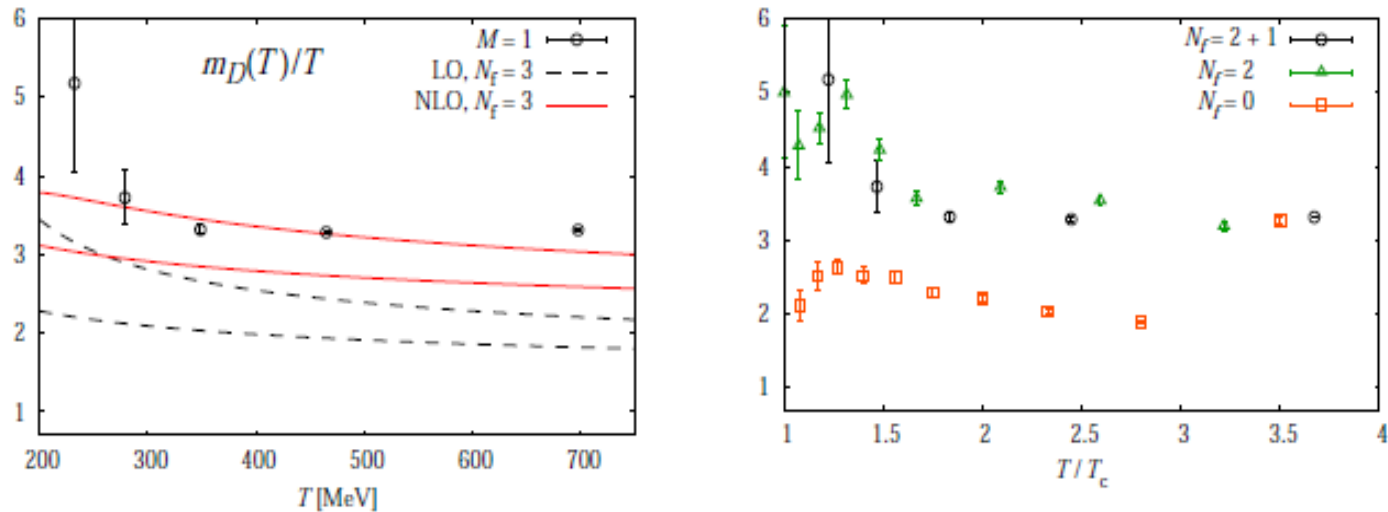 6
5
4
3
2
1
m_D(T)/T
M = 1
LO, N_f = 3
NLO, N_f = 3
200 300 400 500 600 700
T [MeV]
6
5
4
3
2
1
N_f = 2 + 1
N_f = 2
N_f = 0
1 1.5 2 2.5 3 3.5 4
T / T_c